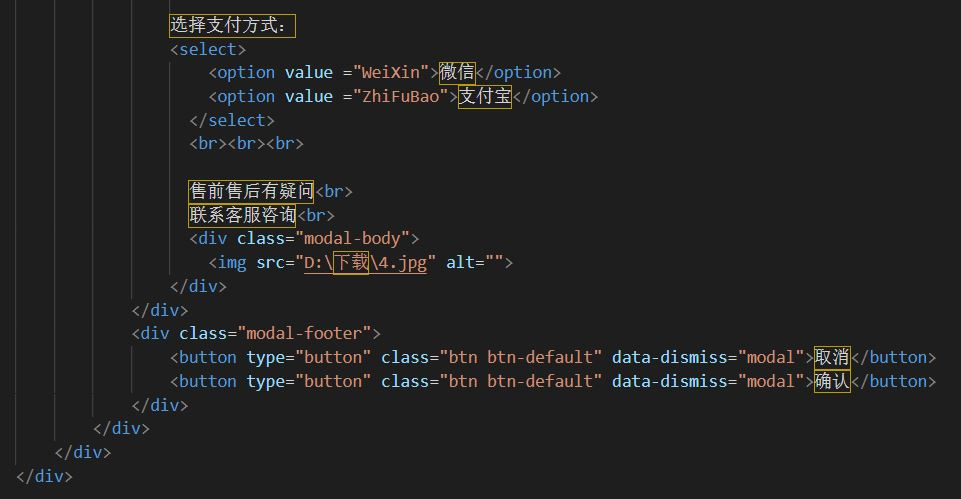 选择支付方式：
<select>
<option value ="WeiXin">微信</option>
<option value ="ZhiFuBao">支付宝</option>
</select>
<br><br><br>
售前售后有疑问<br>
联系客服咨询<br>
<div class="modal-body">
<img src="D:\下载\4.jpg" alt="">
</div>
</div>
<div class="modal-footer">
<button type="button" class="btn btn-default" data-dismiss="modal">取消</button>
<button type="button" class="btn btn-default" data-dismiss="modal">确认</button>
</div>
</div>
</div>
</div>